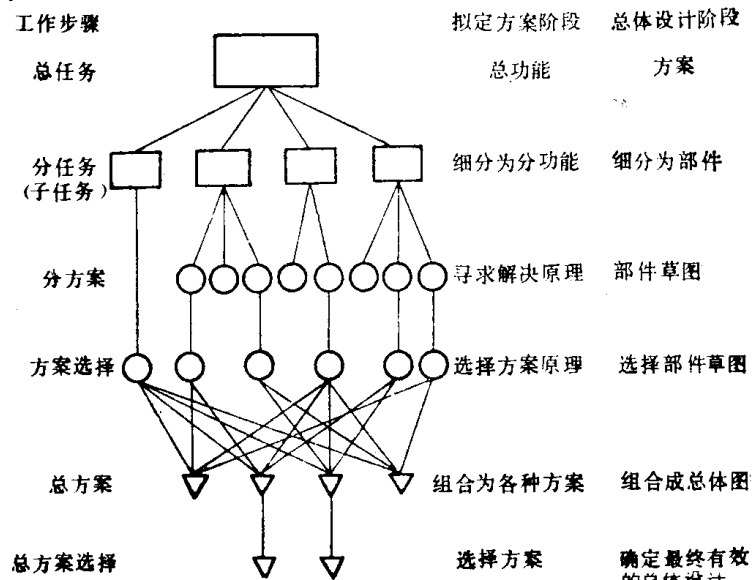 工作步骤 拟定方案阶段 总体设计阶段
总任务 总功能 方案
分任务 细分为分功能 细分为部件
(子任务)
分方案 寻求解决原理 部件草图
方案选择 选择方案原理 选择部件草图
总方案 组合为各种方案 组合成总体图
总方案选择 选择方案 确定最终有效
的总体设计